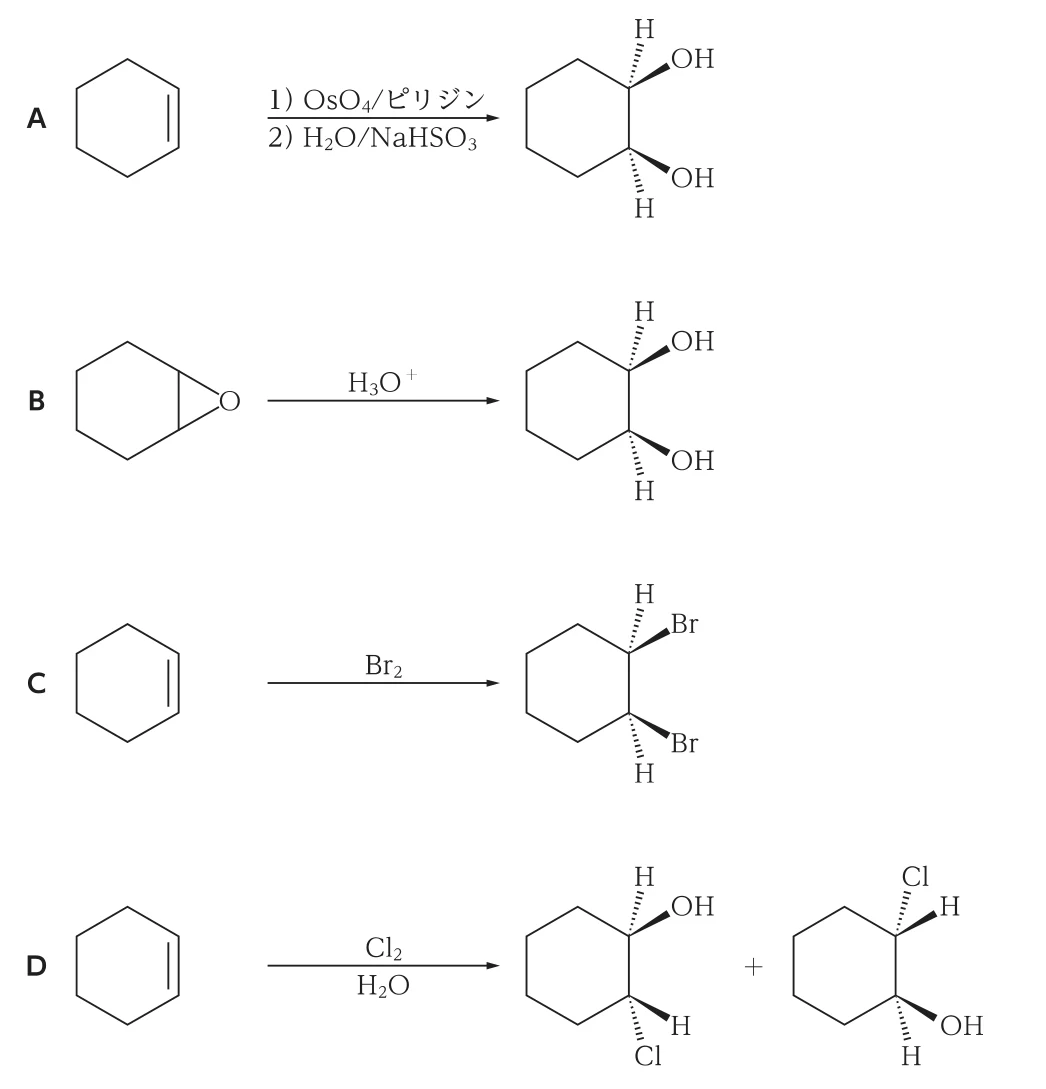 A
1) OsO₄/ピリジン
2) H₂O/NaHSO₃
H
OH
OH
H
B
O
H₃O⁺
H
OH
OH
H
C
Br₂
H
Br
Br
H
D
Cl₂
H₂O
H
OH
H
Cl
+
Cl
H
OH
H